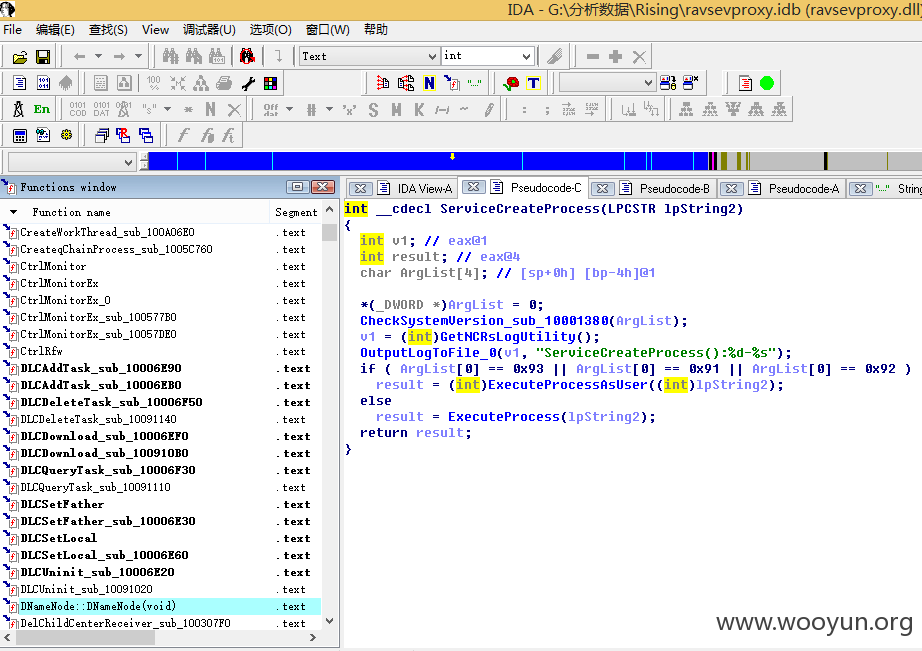 IDA - G:\分析数据\Rising\ravsevproxy.idb (ravsevproxy.dll)
File 编辑(E) 查找(S) View 调试器(U) 选项(O) 窗口(W) 帮助
Text int
En
Functions window
IDA View-A Pseudocode-C Pseudocode-B Pseudocode-A Strin
Function name Segment
CreateWorkThread_sub_100A06E0 .text
CreateqChainProcess_sub_1005C760 .text
CtrlMonitor .text
CtrlMonitorEx .text
CtrlMonitorEx_0 .text
CtrlMonitorEx_sub_100577B0 .text
CtrlMonitorEx_sub_10057DE0 .text
CtrlRfw .text
DLCAddTask_sub_10006E90 .text
DLCAddTask_sub_10006EB0 .text
DLCDeleteTask_sub_10006F50 .text
DLCDeleteTask_sub_10091140 .text
DLCDownload_sub_10006EF0 .text
DLCDownload_sub_100910B0 .text
DLCQueryTask_sub_10006F30 .text
DLCQueryTask_sub_10091110 .text
DLCSetFather .text
DLCSetFather_sub_10006E30 .text
DLCSetLocal .text
DLCSetLocal_sub_10006E60 .text
DLCUninit_sub_10006E20 .text
DLCUninit_sub_10091020 .text
DNameNode::DNameNode(void) .text
DelChildCenterReceiver_sub_100307F0 .text
int __cdecl ServiceCreateProcess(LPCSTR lpString2)
{
int v1; // eax@1
int result; // eax@4
char ArgList[4]; // [sp+0h] [bp-4h]@1
*(_DWORD *)ArgList = 0;
CheckSystemVersion_sub_10001380(ArgList);
v1 = (int)GetNCRsLogUtility();
OutputLogToFile_0(v1, "ServiceCreateProcess():%d-%s");
if ( ArgList[0] == 0x93 || ArgList[0] == 0x91 || ArgList[0] == 0x92 )
result = (int)ExecuteProcessAsUser((int)lpString2);
else
result = ExecuteProcess(lpString2);
return result;
}
www.wooyun.org